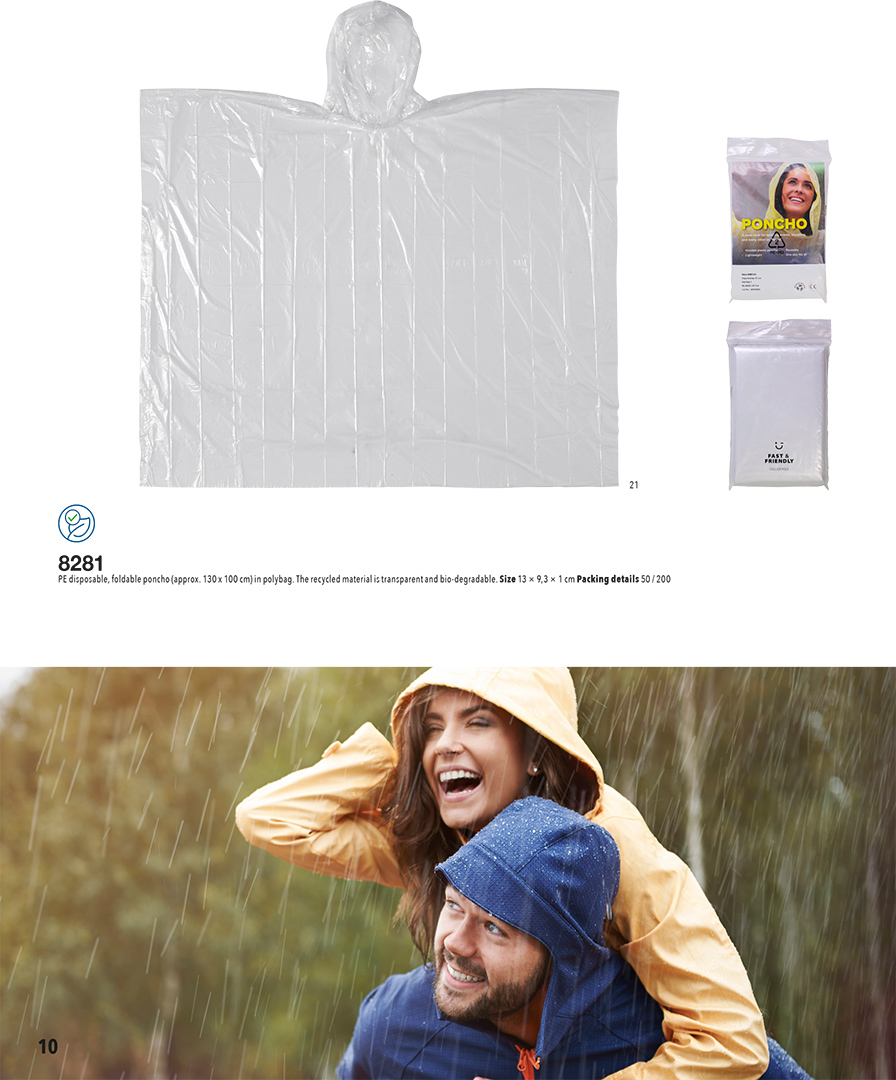 PONCHO
Lightweight
FAST &
FRIENDLY
21
8281
PE disposable, foldable poncho (approx. 130 x 100 cm) in polybag. The recycled material is transparent and bio-degradable. Size 13 × 9,3 × 1 cm Packing details 50 / 200
10